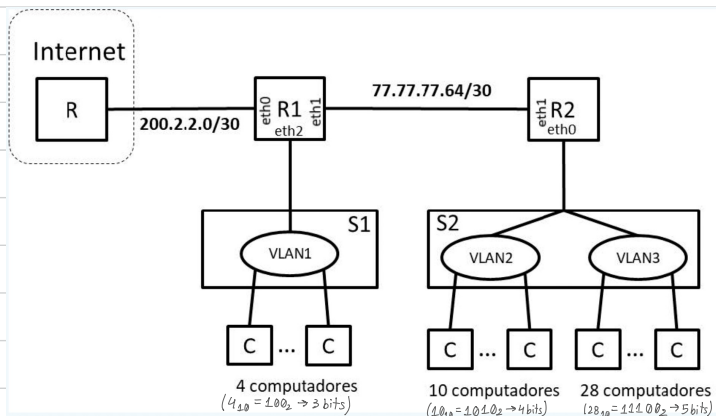 Internet
R
200.2.2.0/30
eth0
R1
eth1
eth2
77.77.77.64/30
eth1
R2
eth0
S1
VLAN1
S2
VLAN2
VLAN3
C ... C
C ... C
C ... C
4 computadores
(4₁₀ = 100₂ → 3 bits)
10 computadores
(10₁₀ = 1010₂ → 4 bits)
28 computadores
(28₁₀ = 11100₂ → 5 bits)